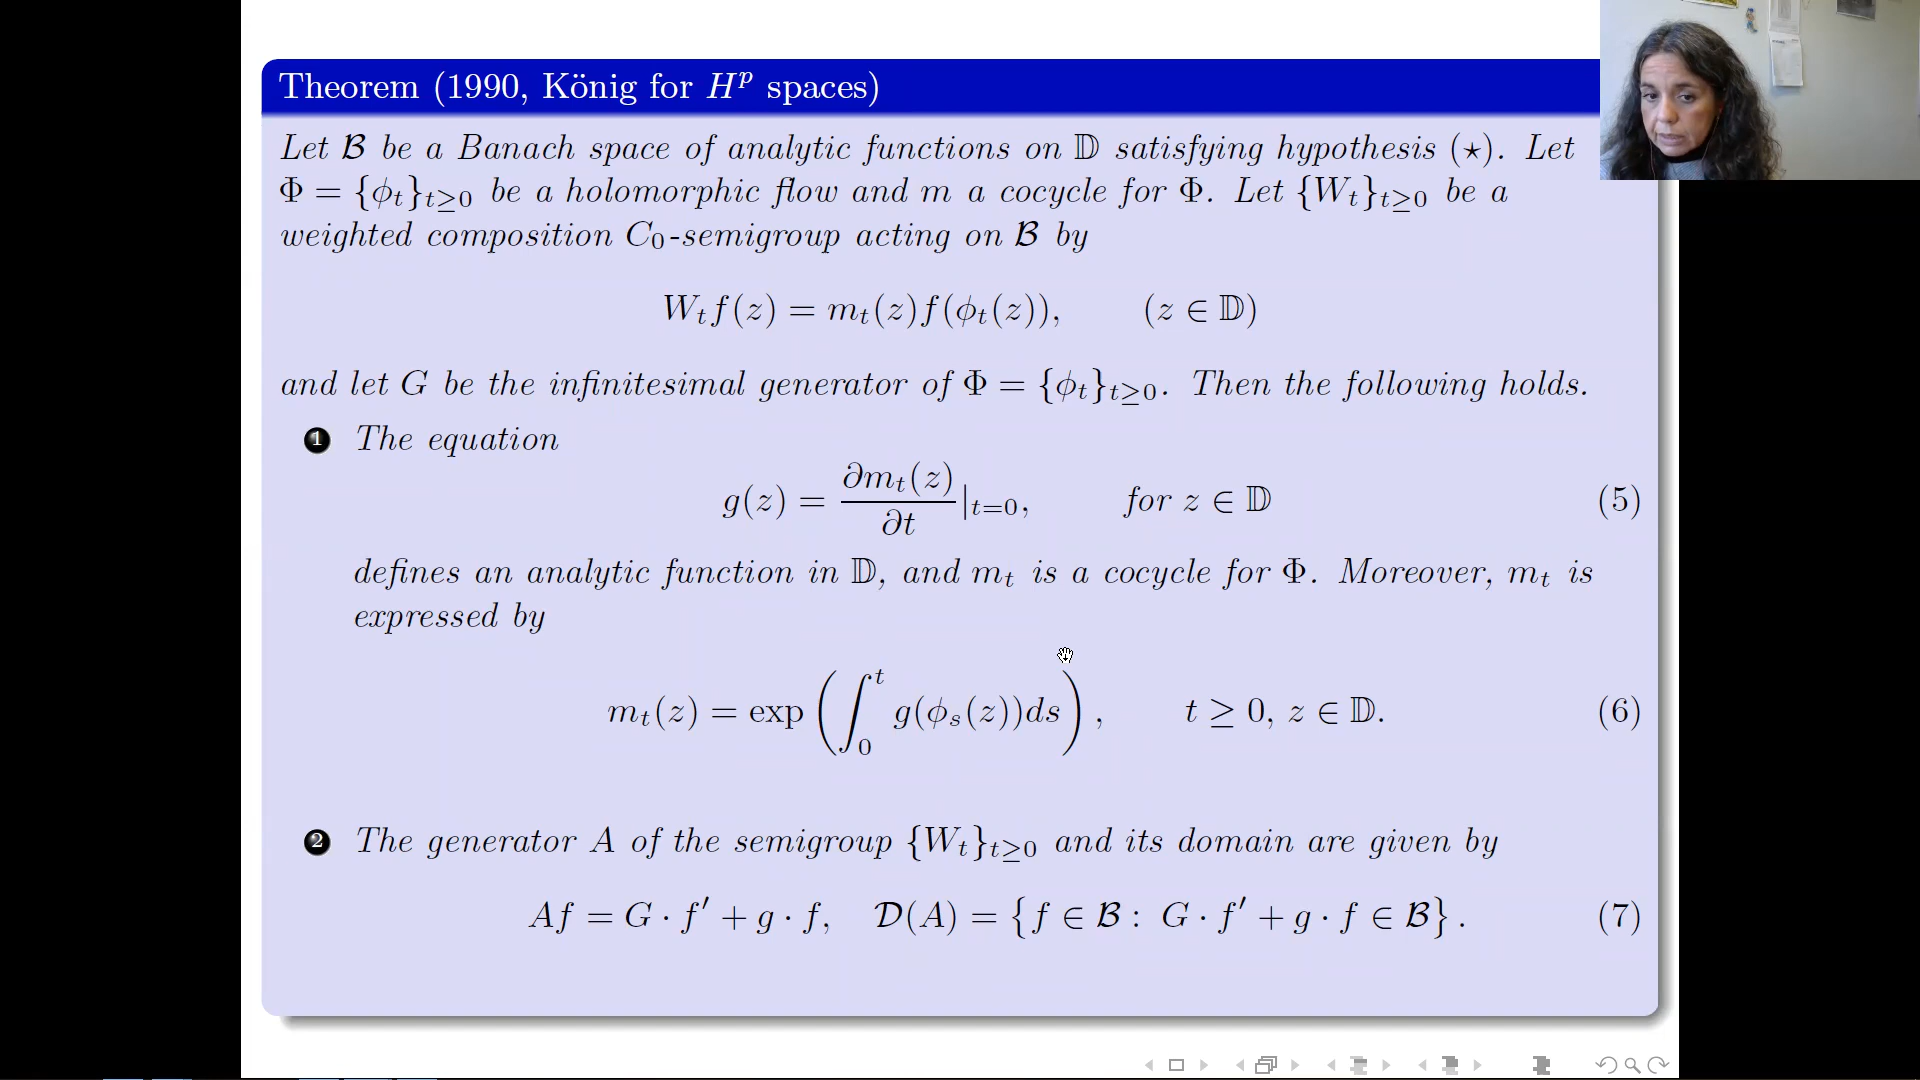 Theorem (1990, König for H^p spaces)
Let ℬ be a Banach space of analytic functions on 𝔻 satisfying hypothesis (⋆). Let
Φ = {ϕ_t}_{t≥0} be a holomorphic flow and m a cocycle for Φ. Let {W_t}_{t≥0} be a
weighted composition C_0-semigroup acting on ℬ by
W_t f(z) = m_t(z)f(ϕ_t(z)), (z ∈ 𝔻)
and let G be the infinitesimal generator of Φ = {ϕ_t}_{t≥0}. Then the following holds.
1 The equation
g(z) = ∂m_t(z)/∂t |_{t=0}, for z ∈ 𝔻 (5)
defines an analytic function in 𝔻, and m_t is a cocycle for Φ. Moreover, m_t is
expressed by
m_t(z) = exp (∫_0^t g(ϕ_s(z))ds), t ≥ 0, z ∈ 𝔻. (6)
2 The generator A of the semigroup {W_t}_{t≥0} and its domain are given by
Af = G · f′ + g · f, 𝒟(A) = {f ∈ ℬ : G · f′ + g · f ∈ ℬ}. (7)